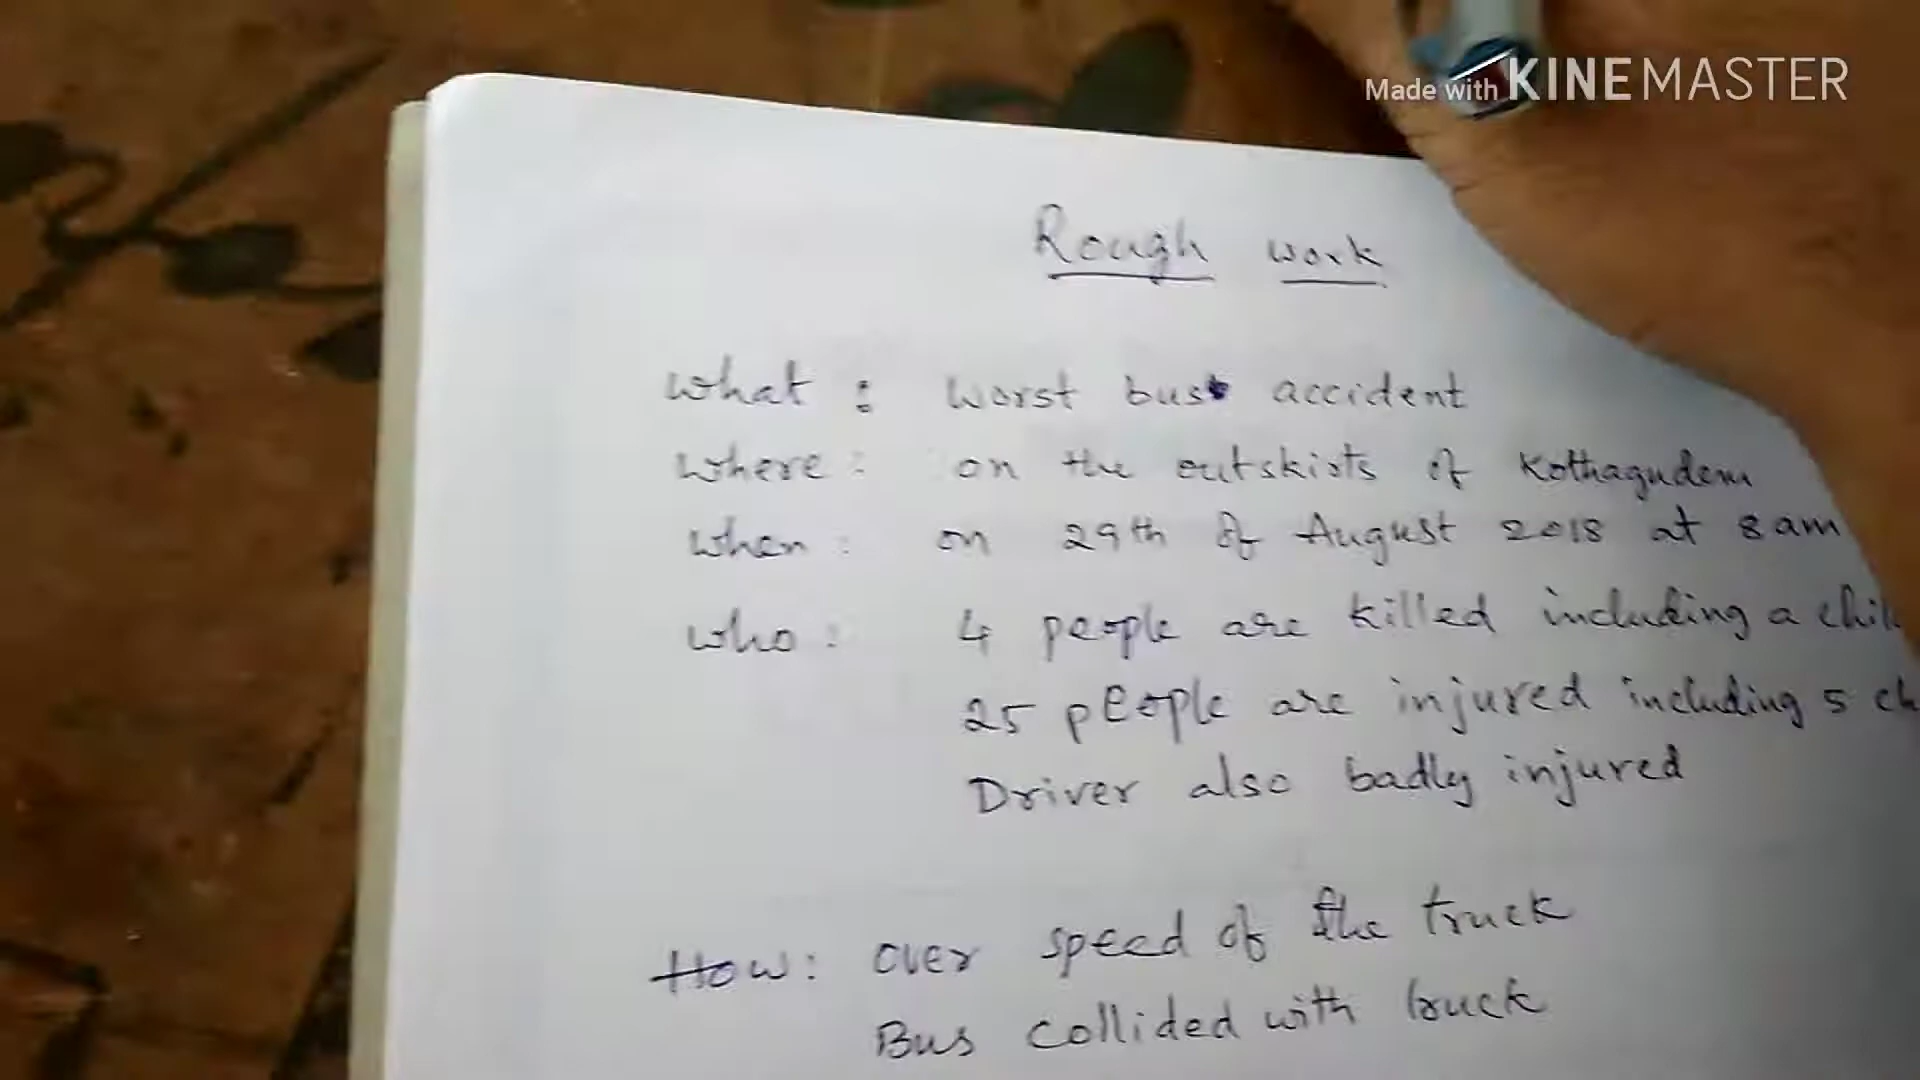 Made with KINEMASTER
Rough work
What : Worst bus accident
Where : on the outskirts of Kothagudem
When : on 29th of August 2018 at 8 am
Who : 4 people are killed including a chil
25 pEople are injured including 5 ch
Driver also badly injured
How : over speed of the truck
Bus collided with truck